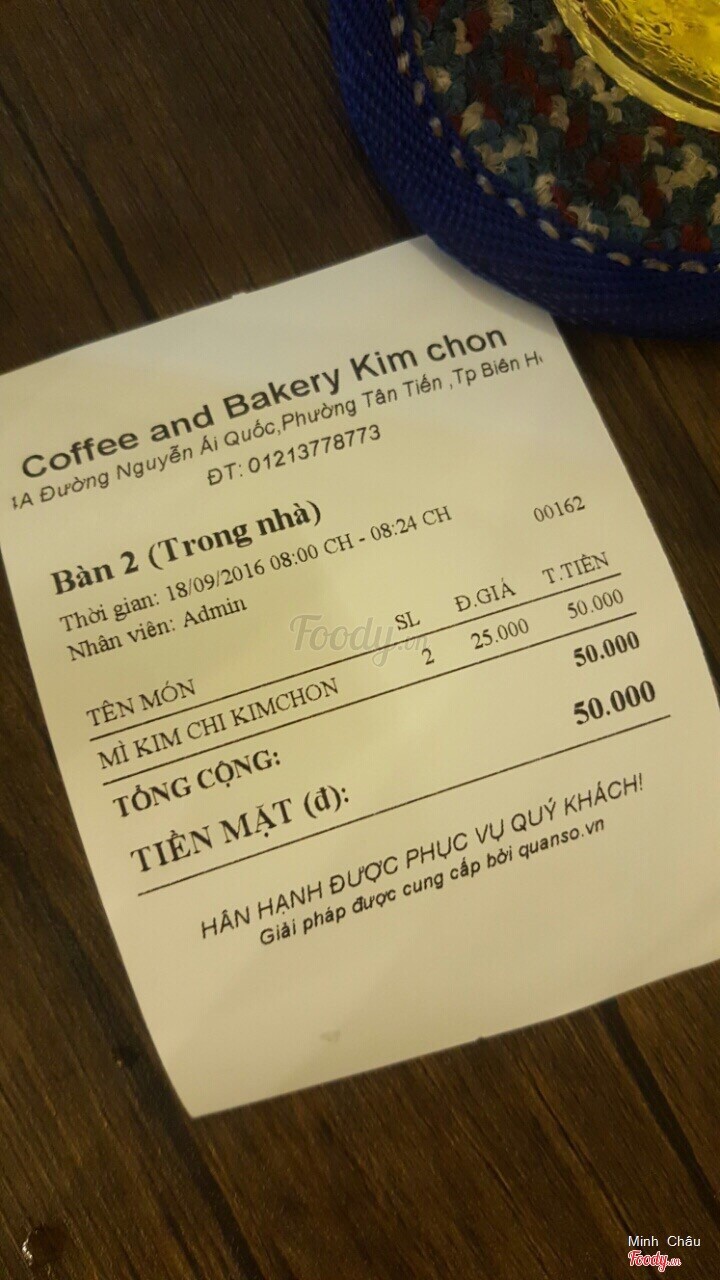 Coffee and Bakery Kim chon
Đường Nguyễn Ái Quốc,Phường Tân Tiến ,Tp Biên
ĐT: 01213778773
Bàn 2 (Trong nhà)
00162
Thời gian: 18/09/2016 08:00 CH - 08:24 CH
Nhân viên: Admin
TÊN MÓN SL Đ.GIÁ T.TIỀN
MÌ KIM CHI KIMCHON 2 25.000 50.000
TỔNG CỘNG: 50.000
TIỀN MẶT (đ): 50.000
HÂN HẠNH ĐƯỢC PHỤC VỤ QUÝ KHÁCH!
Giải pháp được cung cấp bởi quanso.vn
Foody.vn
Minh Châu
Foody.vn